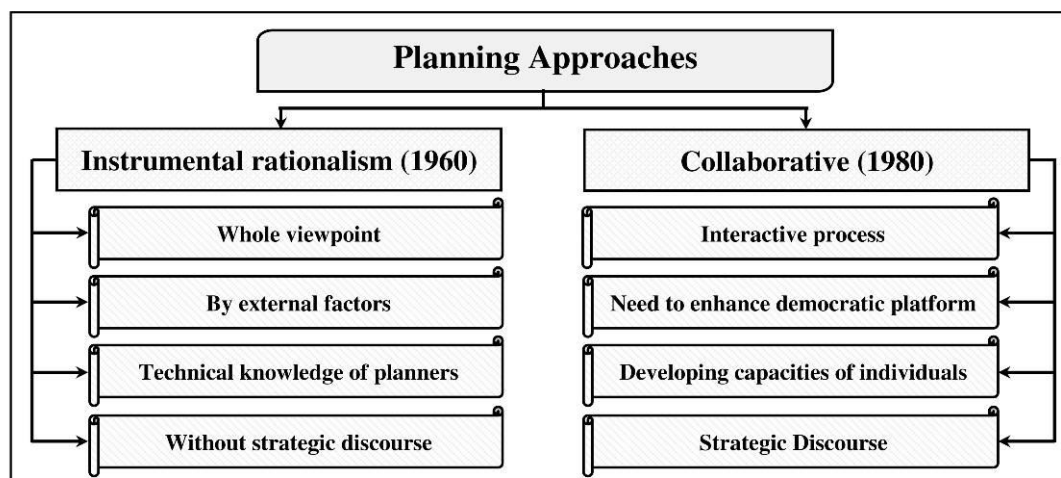 Planning Approaches
Instrumental rationalism (1960)
Whole viewpoint
By external factors
Technical knowledge of planners
Without strategic discourse
Collaborative (1980)
Interactive process
Need to enhance democratic platform
Developing capacities of individuals
Strategic Discourse